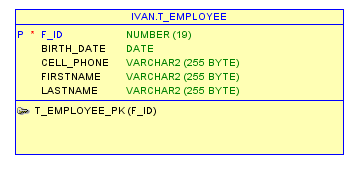 IVAN.T_EMPLOYEE
P * F_ID NUMBER (19)
BIRTH_DATE DATE
CELL_PHONE VARCHAR2 (255 BYTE)
FIRSTNAME VARCHAR2 (255 BYTE)
LASTNAME VARCHAR2 (255 BYTE)
T_EMPLOYEE_PK (F_ID)